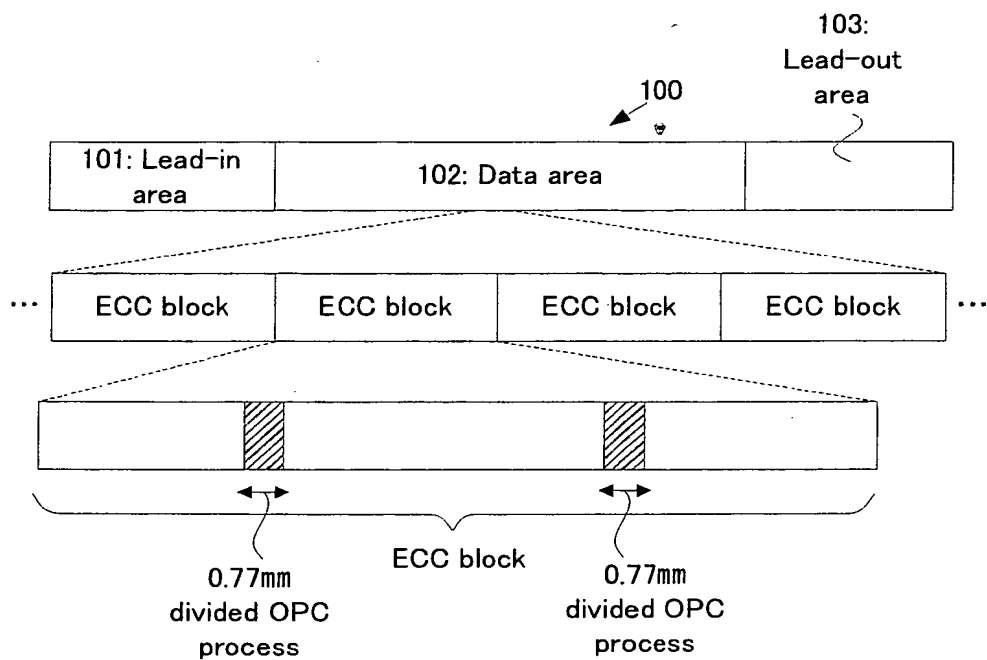 103:
Lead-out
area
100
101: Lead-in
area
102: Data area
... ECC block ECC block ECC block ECC block ...
ECC block
0.77mm
divided OPC
process
0.77mm
divided OPC
process